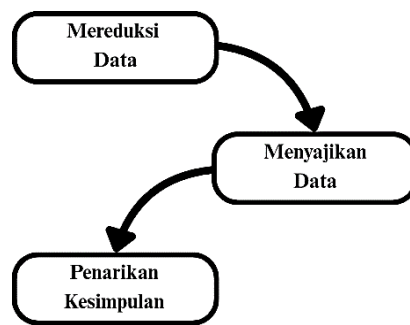 Mereduksi
Data
Menyajikan
Data
Penarikan
Kesimpulan